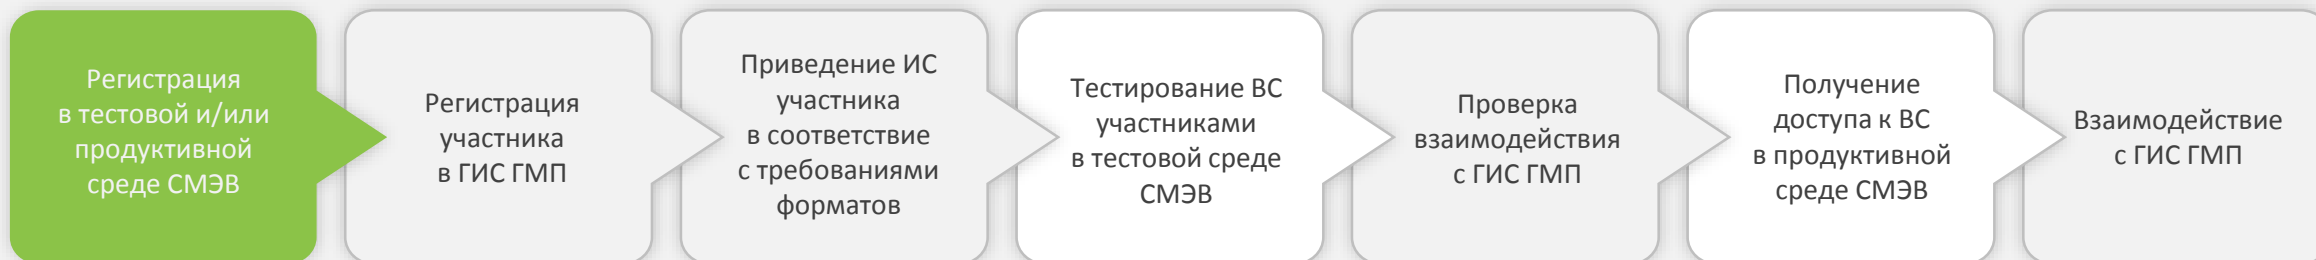 Регистрация
в тестовой и/или
продуктивной
среде СМЭВ
Регистрация
участника
в ГИС ГМП
Приведение ИС
участника
в соответствие
с требованиями
форматов
Тестирование ВС
участниками
в тестовой среде
СМЭВ
Проверка
взаимодействия
с ГИС ГМП
Получение
доступа к ВС
в продуктивной
среде СМЭВ
Взаимодействие
с ГИС ГМП